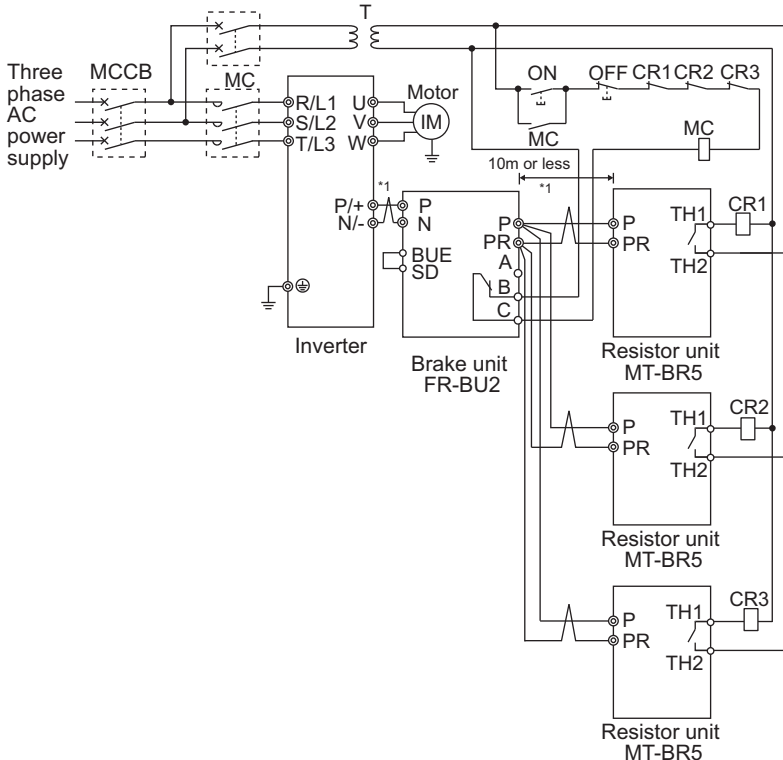 T
Three
phase
AC
power
supply
MCCB
MC
R/L1
S/L2
T/L3
U
V
W
Motor
IM
ON
OFF
CR1
CR2
CR3
MC
MC
10m or less
*1
*1
P/+
N/-
P
N
BUE
SD
P
PR
A
B
C
Inverter
Brake unit
FR-BU2
P
PR
TH1
TH2
CR1
Resistor unit
MT-BR5
P
PR
TH1
TH2
CR2
Resistor unit
MT-BR5
P
PR
TH1
TH2
CR3
Resistor unit
MT-BR5